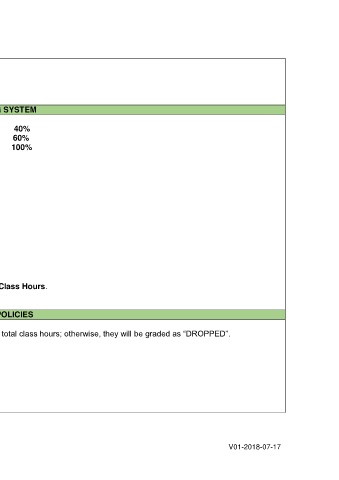 SYSTEM
40%
60%
100%
Class Hours.
POLICIES
total class hours; otherwise, they will be graded as “DROPPED”.
V01-2018-07-17